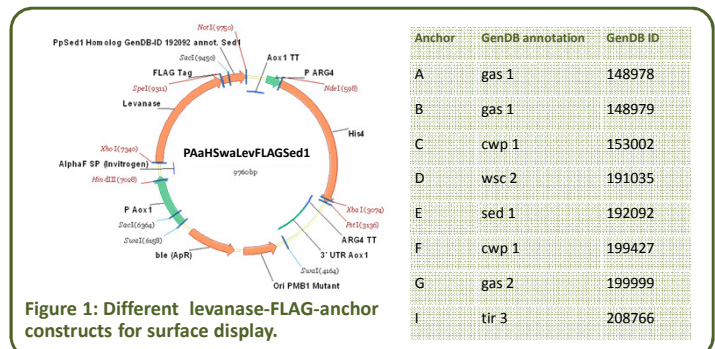 NotI(9750)
PpSed1 Homolog GenDB-ID 192092 annot. Sed1
SacI(9450)
Aox1 TT
FLAG Tag
P ARG4
SpeI(9311)
NdeI(598)
Levanase
His4
XhoI(7340)
PAaHSwaLevFLAGSed1
AlphaF SP (Invitrogen)
9760bp
HindIII(7028)
XbaI(3074)
P Aox1
PstI(3136)
SacI(6364)
ARG4 TT
SwaI(6158)
3' UTR Aox1
ble (ApR)
SwaI(4164)
Ori PMB1 Mutant
Figure 1: Different levanase-FLAG-anchor
constructs for surface display.
Anchor GenDB annotation GenDB ID
A gas 1 148978
B gas 1 148979
C cwp 1 153002
D wsc 2 191035
E sed 1 192092
F cwp 1 199427
G gas 2 199999
I tir 3 208766